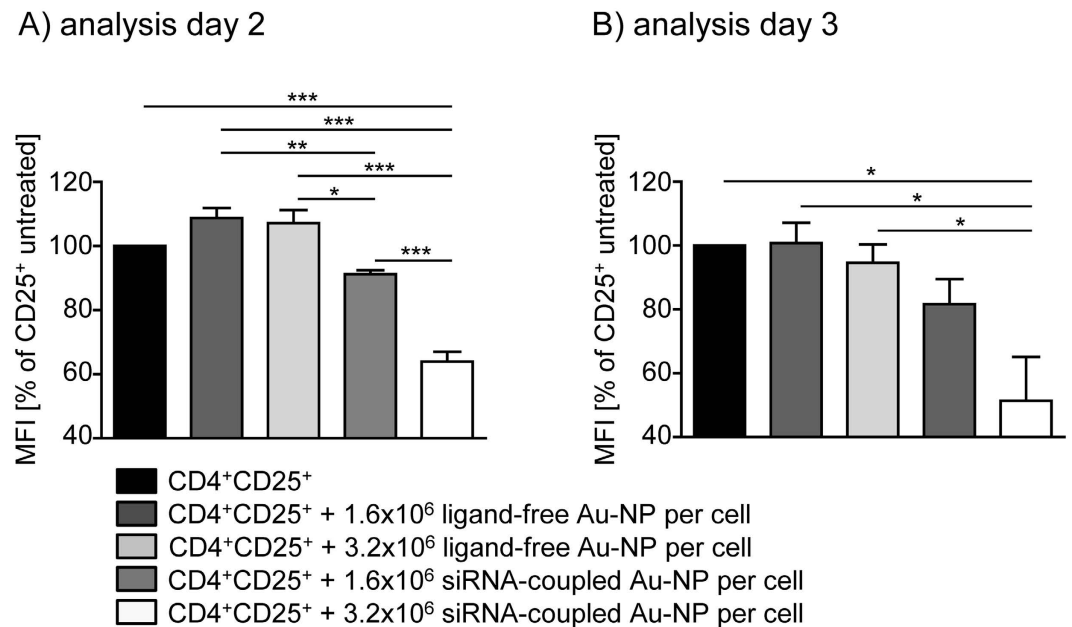 A) analysis day 2
B) analysis day 3
MFI [% of CD25⁺ untreated]
120
100
80
60
40
***
***
**
***
*
***
MFI [% of CD25⁺ untreated]
120
100
80
60
40
*
*
*
CD4⁺CD25⁺
CD4⁺CD25⁺ + 1.6x10⁶ ligand-free Au-NP per cell
CD4⁺CD25⁺ + 3.2x10⁶ ligand-free Au-NP per cell
CD4⁺CD25⁺ + 1.6x10⁶ siRNA-coupled Au-NP per cell
CD4⁺CD25⁺ + 3.2x10⁶ siRNA-coupled Au-NP per cell